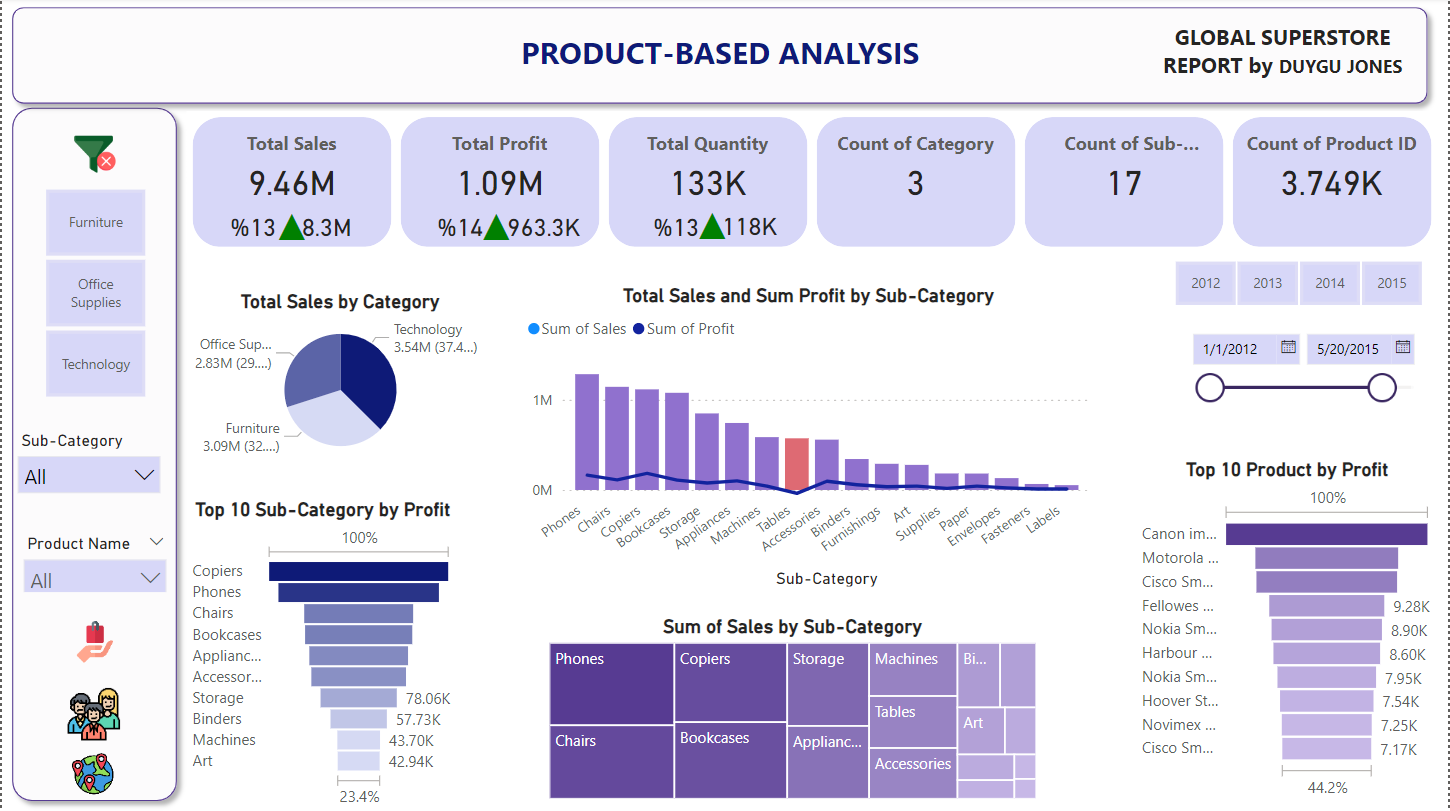 PRODUCT-BASED ANALYSIS
GLOBAL SUPERSTORE
REPORT by DUYGU JONES
Furniture
Office
Supplies
Technology
Sub-Category
All
Product Name
All
Total Sales
9.46M
%13 8.3M
Total Profit
1.09M
%14 963.3K
Total Quantity
133K
%13 118K
Count of Category
3
Count of Sub-...
17
Count of Product ID
3.749K
Total Sales by Category
Technology
3.54M (37.4...)
Office Sup...
2.83M (29....)
Furniture
3.09M (32....)
Total Sales and Sum Profit by Sub-Category
Sum of Sales Sum of Profit
1M
0M
Phones
Chairs
Copiers
Bookcases
Storage
Appliances
Machines
Tables
Accessories
Binders
Furnishings
Art
Supplies
Paper
Envelopes
Fasteners
Labels
Sub-Category
2012 2013 2014 2015
1/1/2012 5/20/2015
Top 10 Sub-Category by Profit
100%
Copiers
Phones
Chairs
Bookcases
Applianc...
Accessor...
Storage 78.06K
Binders 57.73K
Machines 43.70K
Art 42.94K
23.4%
Sum of Sales by Sub-Category
Phones
Chairs
Copiers
Bookcases
Storage
Applianc...
Machines
Tables
Accessories
Bi...
Art
Top 10 Product by Profit
100%
Canon im...
Motorola ...
Cisco Sm...
Fellowes ... 9.28K
Nokia Sm... 8.90K
Harbour ... 8.60K
Nokia Sm... 7.95K
Hoover St... 7.54K
Novimex ... 7.25K
Cisco Sm... 7.17K
44.2%